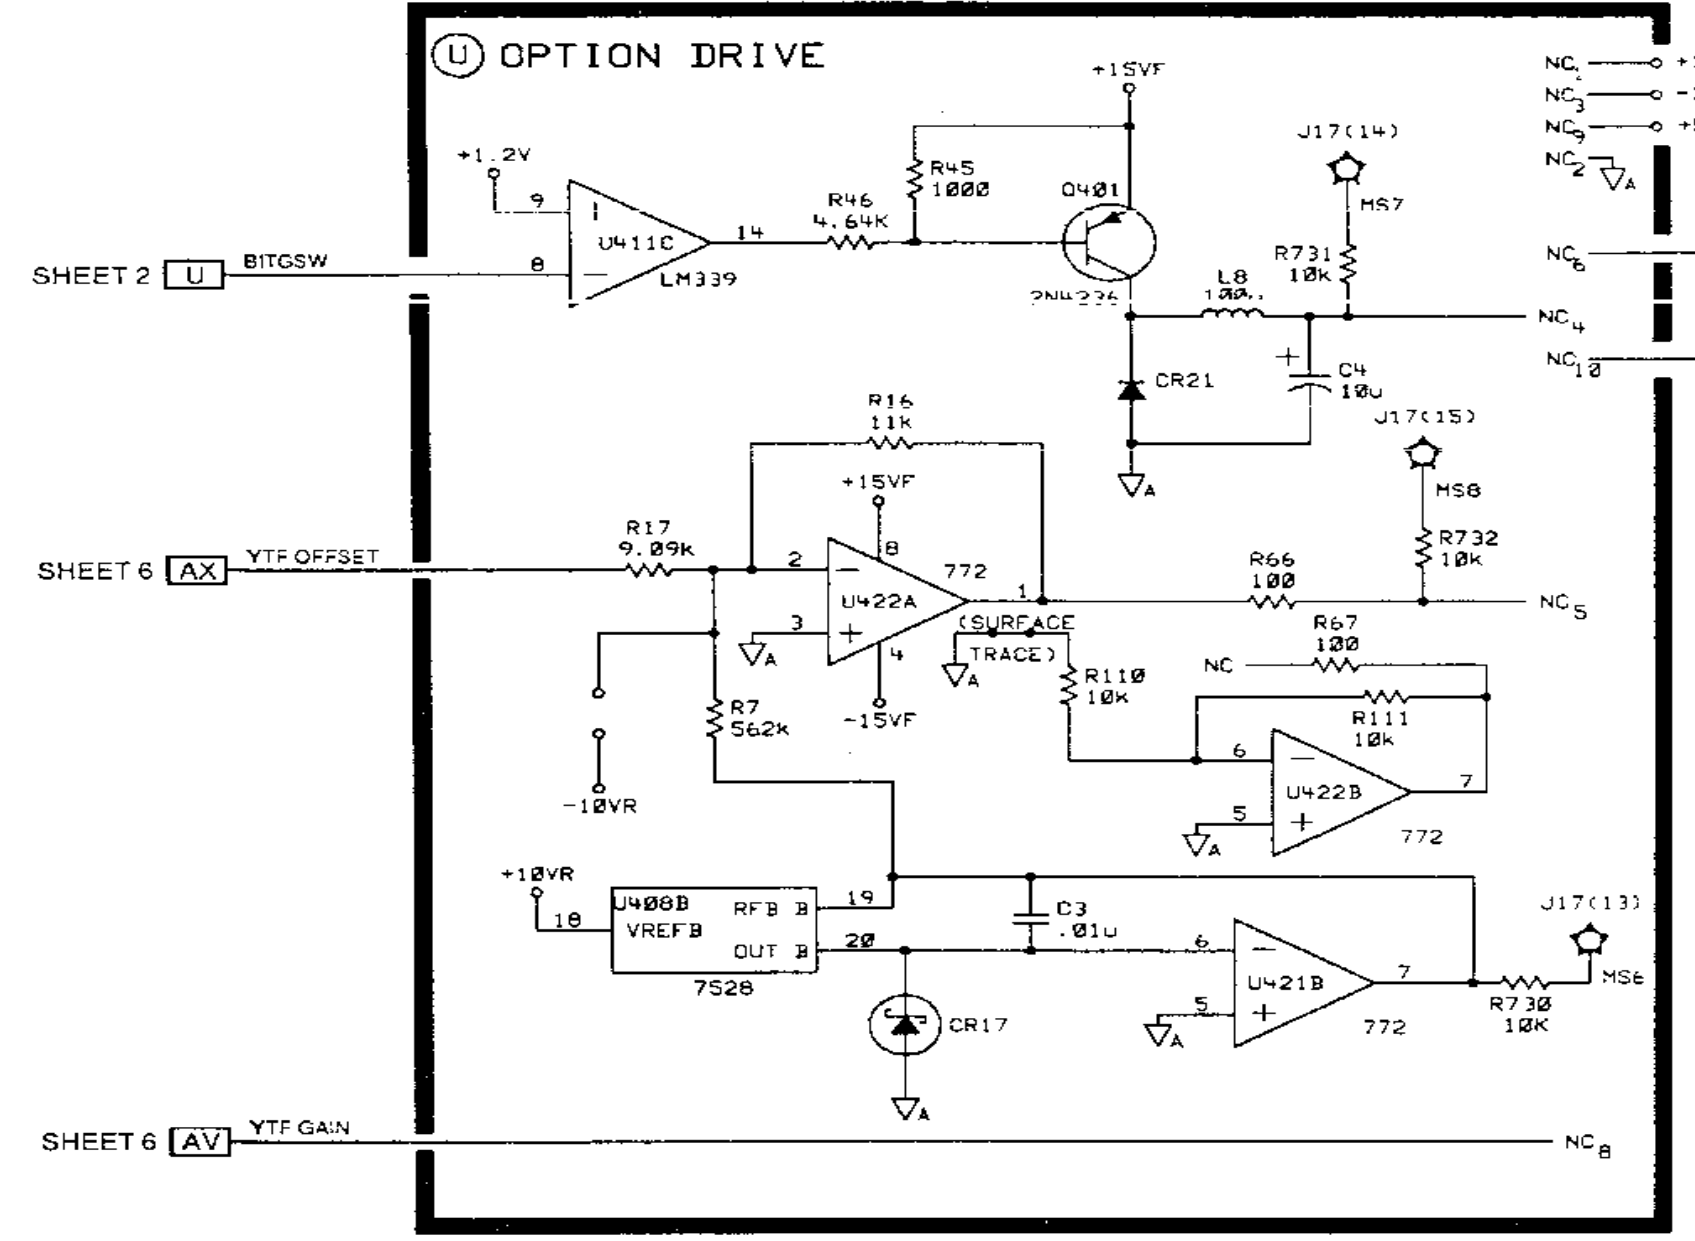 U OPTION DRIVE
+15VF
NC
NC3
NC9
NC2
A
J17(14)
MS7
+1.2V
9
8
U411C
LM339
14
R46
4.64K
R45
1000
Q401
2N4236
R731
10k
L8
NC6
NC4
NC10
SHEET 2 U BITGSW
CR21
C4
10u
A
R16
11k
+15VF
8
J17(15)
MS8
R17
9.09k
SHEET 6 AX YTF OFFSET
2
3
U422A
772
1
4
A
-15VF
(SURFACE
TRACE)
A
R66
100
R732
10k
NC5
R67
100
NC
R110
10k
R111
10k
R7
562k
-10VR
6
5
U422B
7
772
A
+10VR
18
U408B
VREFB
RFB B
OUT B
7528
19
20
C3
.01u
J17(13)
MS6
6
5
U421B
7
772
R730
10K
A
CR17
A
SHEET 6 AV YTF GAIN
NC8